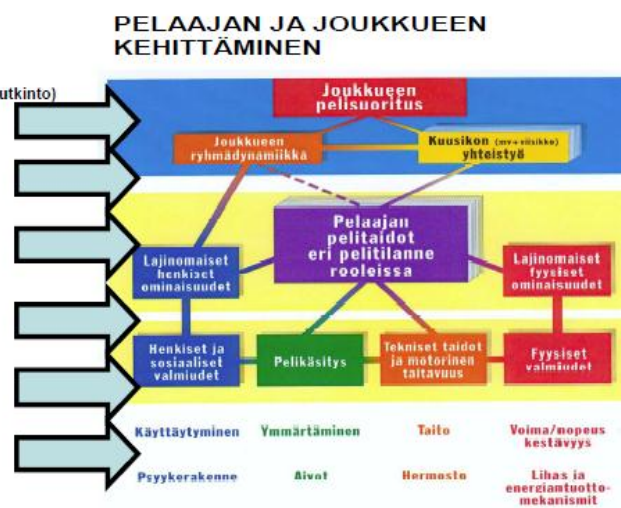 PELAAJAN JA JOUKKUEEN
KEHITTÄMINEN
utkinto)
Joukkueen
pelisuoritus
Joukkueen
ryhmädynamiikka
Kuusikon (mv+viisikko)
yhteistyö
Pelaajan
pelitaidot
eri pelitilanne
rooleissa
Lajinomaiset
henkiset
ominaisuudet
Lajinomaiset
fyysiset
ominaisuudet
Henkiset ja
sosiaaliset
valmiudet
Pelikäsitys
Tekniset taidot
ja motorinen
taitavuus
Fyysiset
valmiudet
Käyttäytyminen
Ymmärtäminen
Taito
Voima/nopeus
kestävyys
Psyykerakenne
Aivot
Hermosto
Lihas ja
energiantuotto-
mekanismit